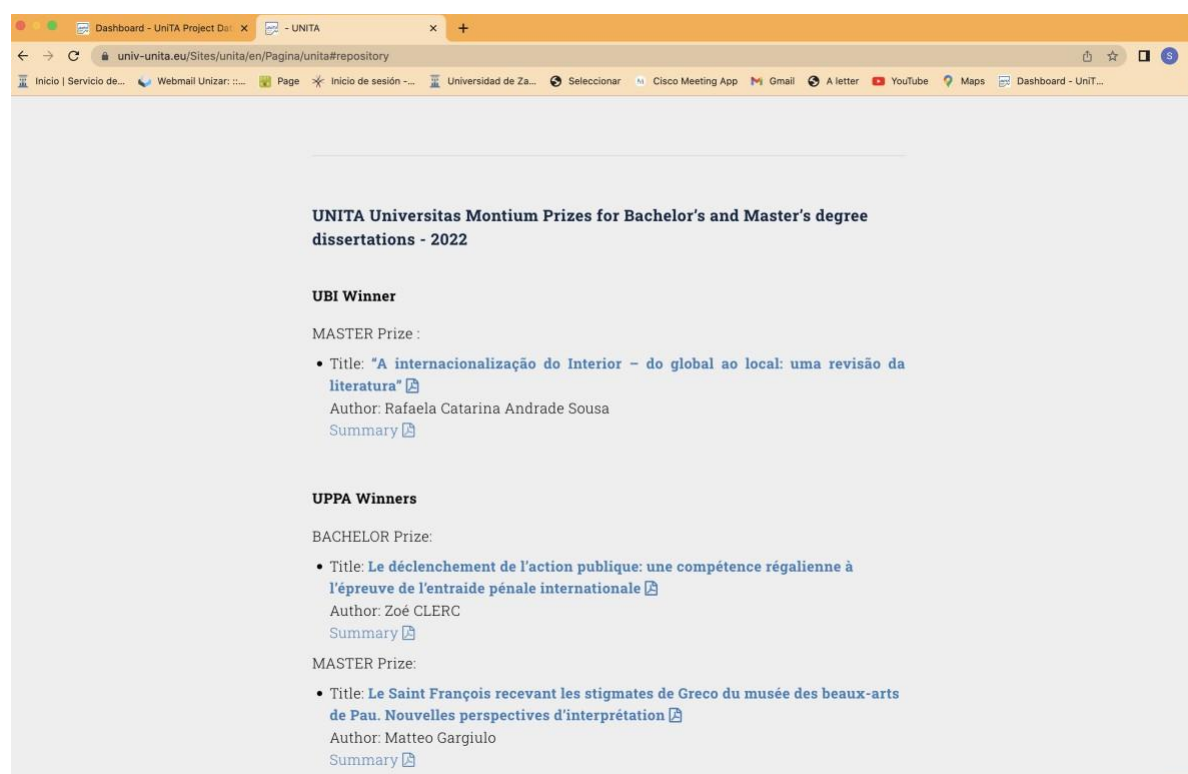 Dashboard - UniTA Project Dat
- UNITA
univ-unita.eu/Sites/unita/en/Pagina/unita#repository
S
Inicio | Servicio de...
Webmail Unizar: ::...
Page
Inicio de sesión -...
Universidad de Za...
Seleccionar
Cisco Meeting App
Gmail
A letter
YouTube
Maps
Dashboard - UniT...
UNITA Universitas Montium Prizes for Bachelor's and Master's degree
dissertations - 2022
UBI Winner
MASTER Prize :
• Title: "A internacionalização do Interior – do global ao local: uma revisão da
literatura"
Author: Rafaela Catarina Andrade Sousa
Summary
UPPA Winners
BACHELOR Prize:
• Title: Le déclenchement de l'action publique: une compétence régalienne à
l'épreuve de l'entraide pénale internationale
Author: Zoé CLERC
Summary
MASTER Prize:
• Title: Le Saint François recevant les stigmates de Greco du musée des beaux-arts
de Pau. Nouvelles perspectives d'interprétation
Author: Matteo Gargiulo
Summary